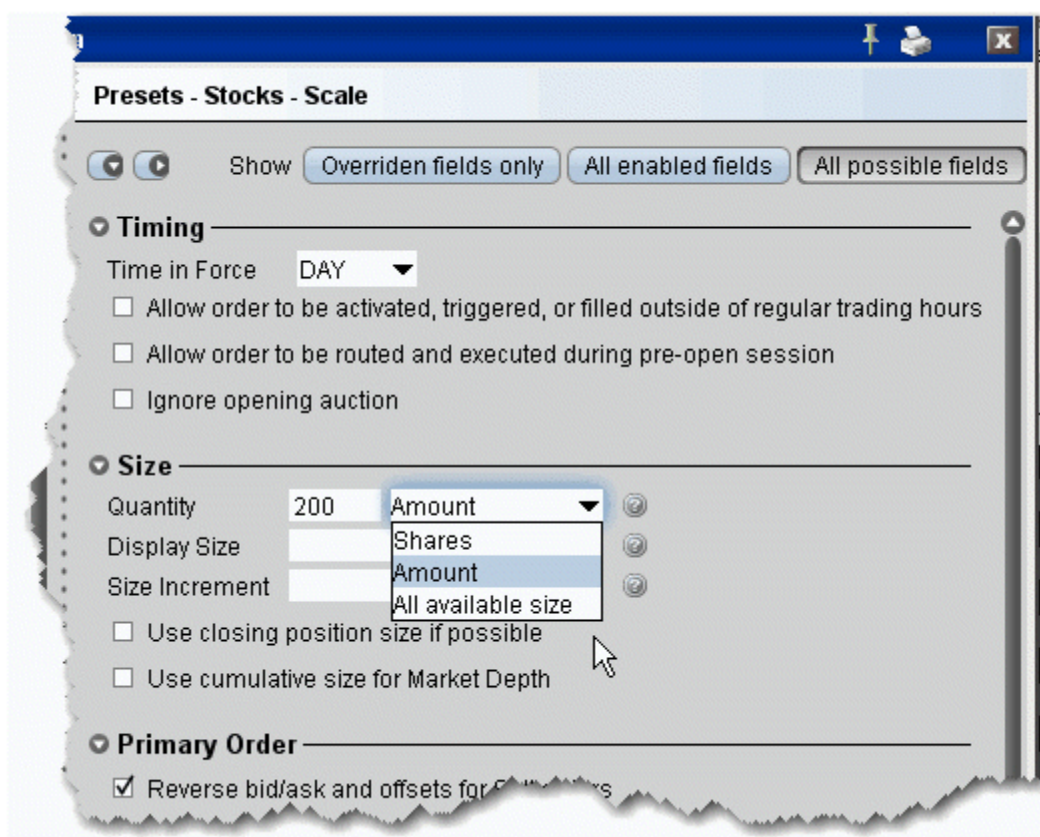 Presets - Stocks - Scale
Show Overriden fields only All enabled fields All possible fields
Timing
Time in Force DAY
Allow order to be activated, triggered, or filled outside of regular trading hours
Allow order to be routed and executed during pre-open session
Ignore opening auction
Size
Quantity 200 Amount
Display Size Shares
Amount
Size Increment
All available size
Use closing position size if possible
Use cumulative size for Market Depth
Primary Order
Reverse bid/ask and offsets for